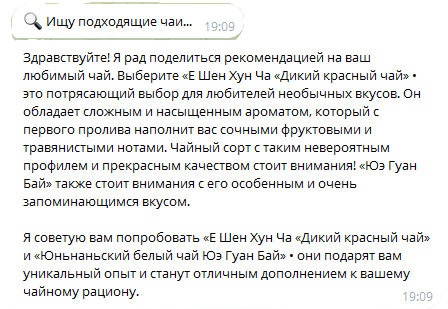 🔍 Ищу подходящие чаи... 19:09
Здравствуйте! Я рад поделиться рекомендацией на ваш
любимый чай. Выберите «Е Шен Хун Ча «Дикий красный чай» •
это потрясающий выбор для любителей необычных вкусов. Он
обладает сложным и насыщенным ароматом, который с
первого пролива наполнит вас сочными фруктовыми и
травянистыми нотами. Чайный сорт с таким невероятным
профилем и прекрасным качеством стоит внимания! «Юэ Гуан
Бай» также стоит внимания с его особенным и очень
запоминающимся вкусом.
Я советую вам попробовать «Е Шен Хун Ча «Дикий красный чай»
и «Юньнаньский белый чай Юэ Гуан Бай» • они подарят вам
уникальный опыт и станут отличным дополнением к вашему
чайному рациону. 19:09